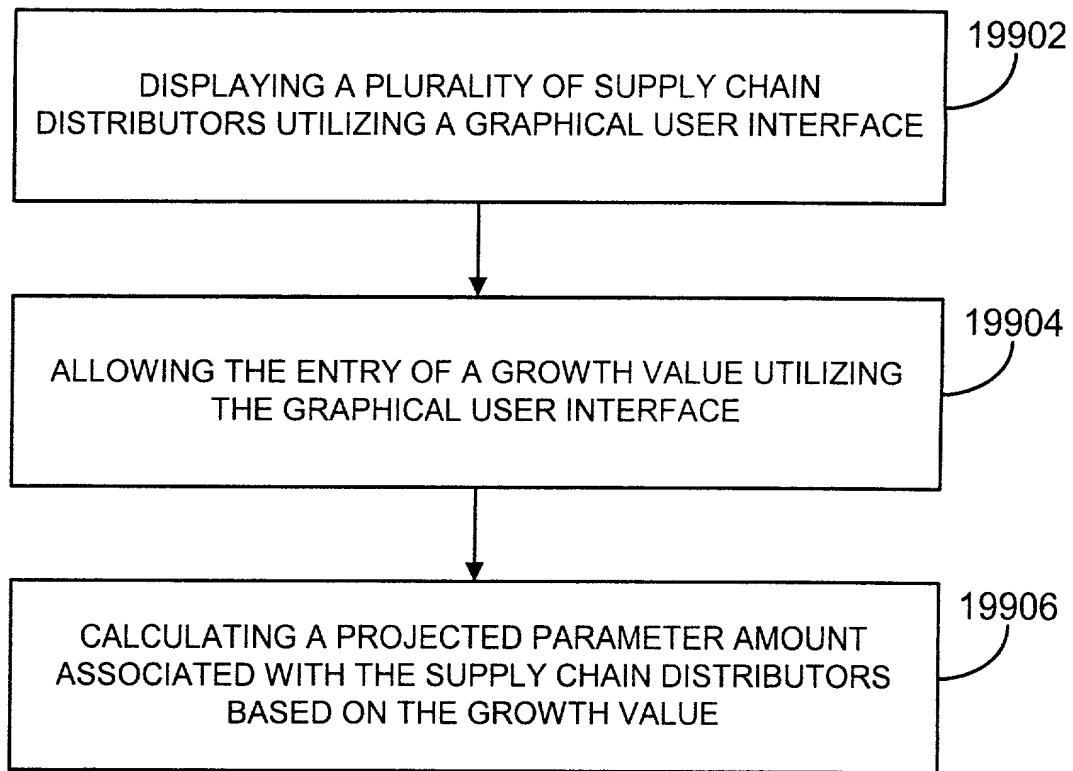 19902
DISPLAYING A PLURALITY OF SUPPLY CHAIN
DISTRIBUTORS UTILIZING A GRAPHICAL USER INTERFACE
19904
ALLOWING THE ENTRY OF A GROWTH VALUE UTILIZING
THE GRAPHICAL USER INTERFACE
19906
CALCULATING A PROJECTED PARAMETER AMOUNT
ASSOCIATED WITH THE SUPPLY CHAIN DISTRIBUTORS
BASED ON THE GROWTH VALUE